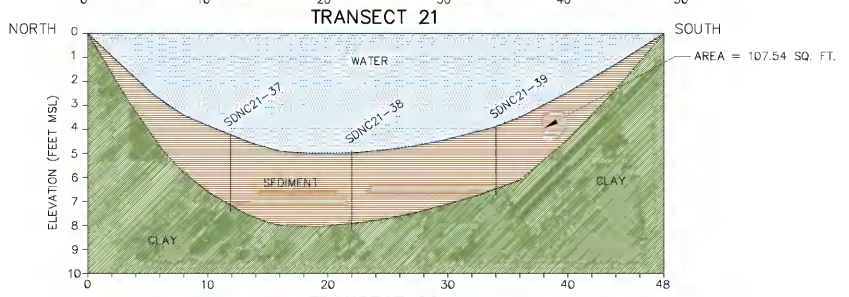 TRANSECT 21
NORTH
SOUTH
WATER
AREA = 107.54 SQ. FT.
SDNC21-37
SDNC21-38
SDNC21-39
SEDIMENT
CLAY
CLAY
ELEVATION (FEET MSL)
0
1
2
3
4
5
6
7
8
9
10
0 10 20 30 40 48